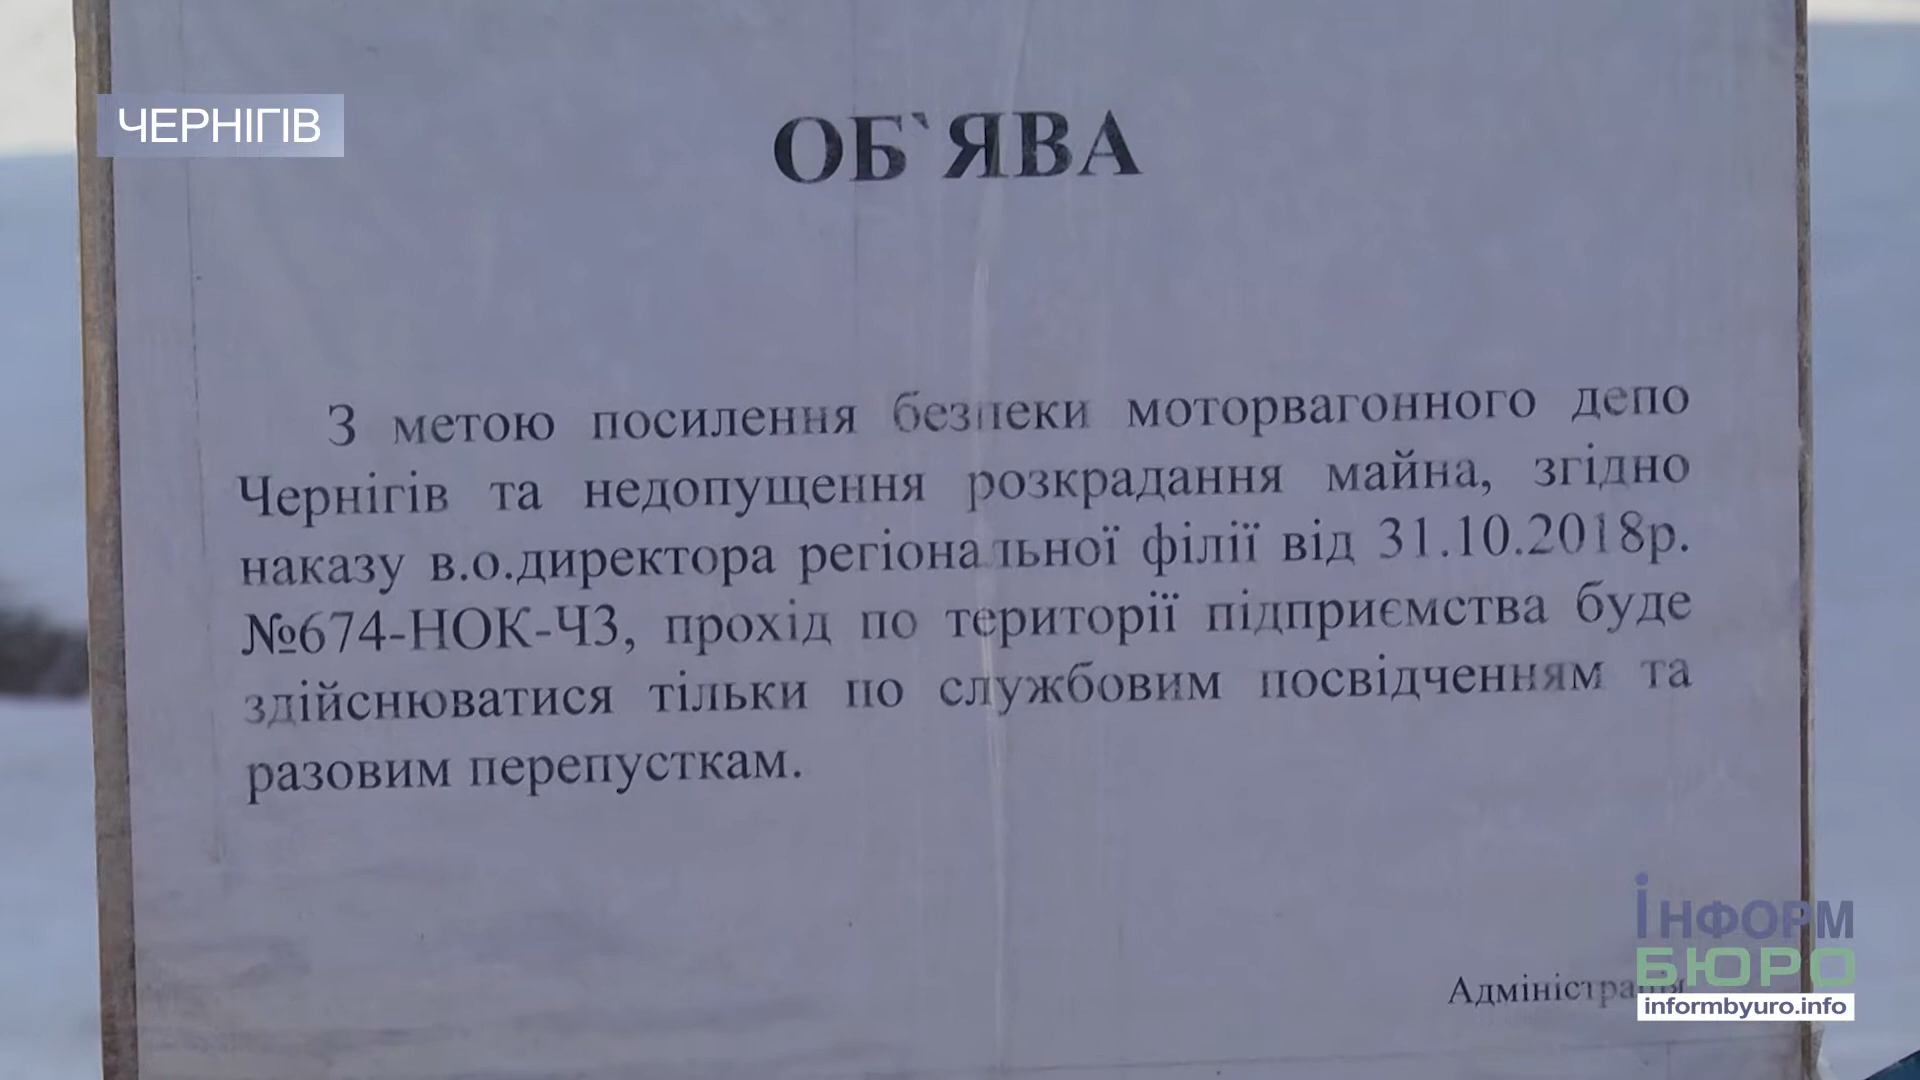 ЧЕРНІГІВ
ОБ`ЯВА
З метою посилення безпеки моторвагонного депо
Чернігів та недопущення розкрадання майна, згідно
наказу в.о.директора регіональної філії від 31.10.2018р.
№674-НОК-ЧЗ, прохід по території підприємства буде
здійснюватися тільки по службовим посвідченням та
разовим перепусткам.
Адміністрація
ІНФОРМ
БЮРО
informbyuro.info